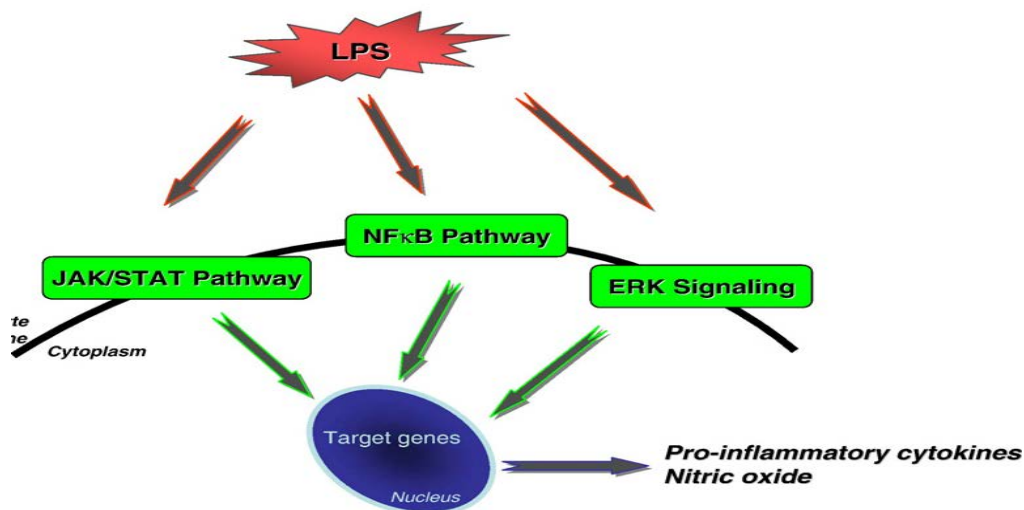 LPS
NFκB Pathway
JAK/STAT Pathway
ERK Signaling
Cytoplasm
Target genes
Nucleus
Pro-inflammatory cytokines
Nitric oxide